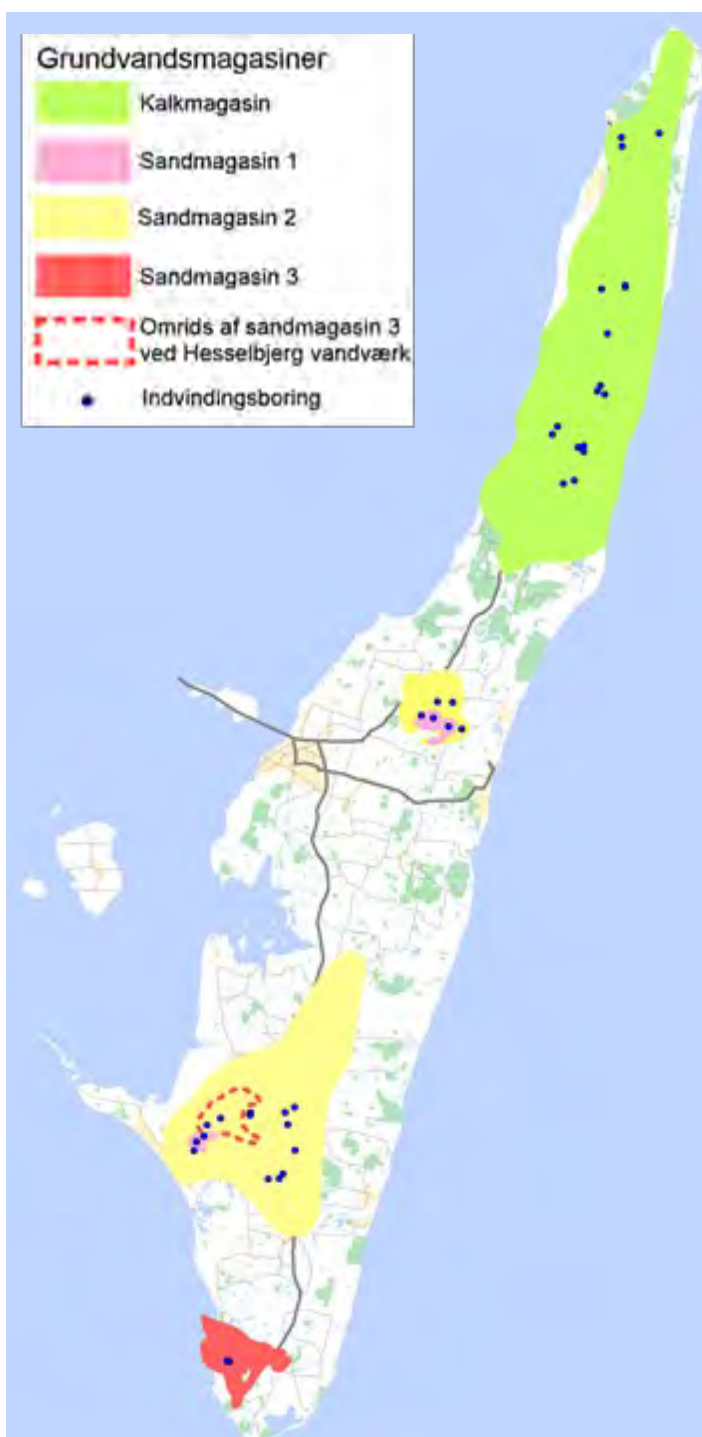 Grundvandsmagasiner
Kalkmagasin
Sandmagasin 1
Sandmagasin 2
Sandmagasin 3
Omrids af sandmagasin 3
ved Hesselbjerg vandværk
Indvindingsboring